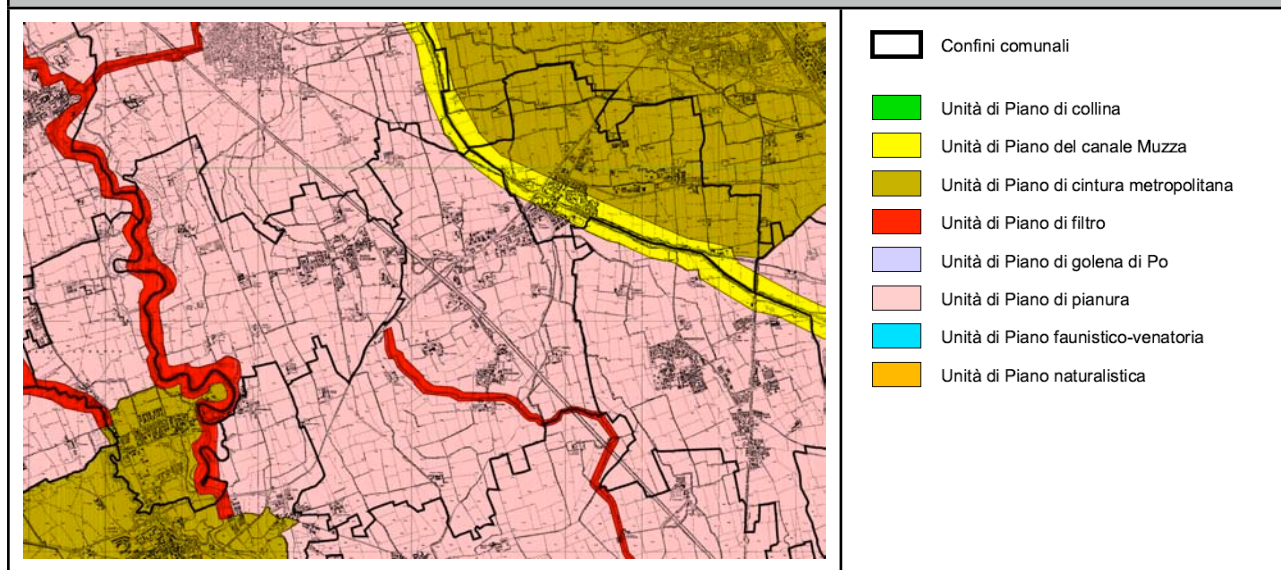 Confini comunali
Unità di Piano di collina
Unità di Piano del canale Muzza
Unità di Piano di cintura metropolitana
Unità di Piano di filtro
Unità di Piano di golena di Po
Unità di Piano di pianura
Unità di Piano faunistico-venatoria
Unità di Piano naturalistica